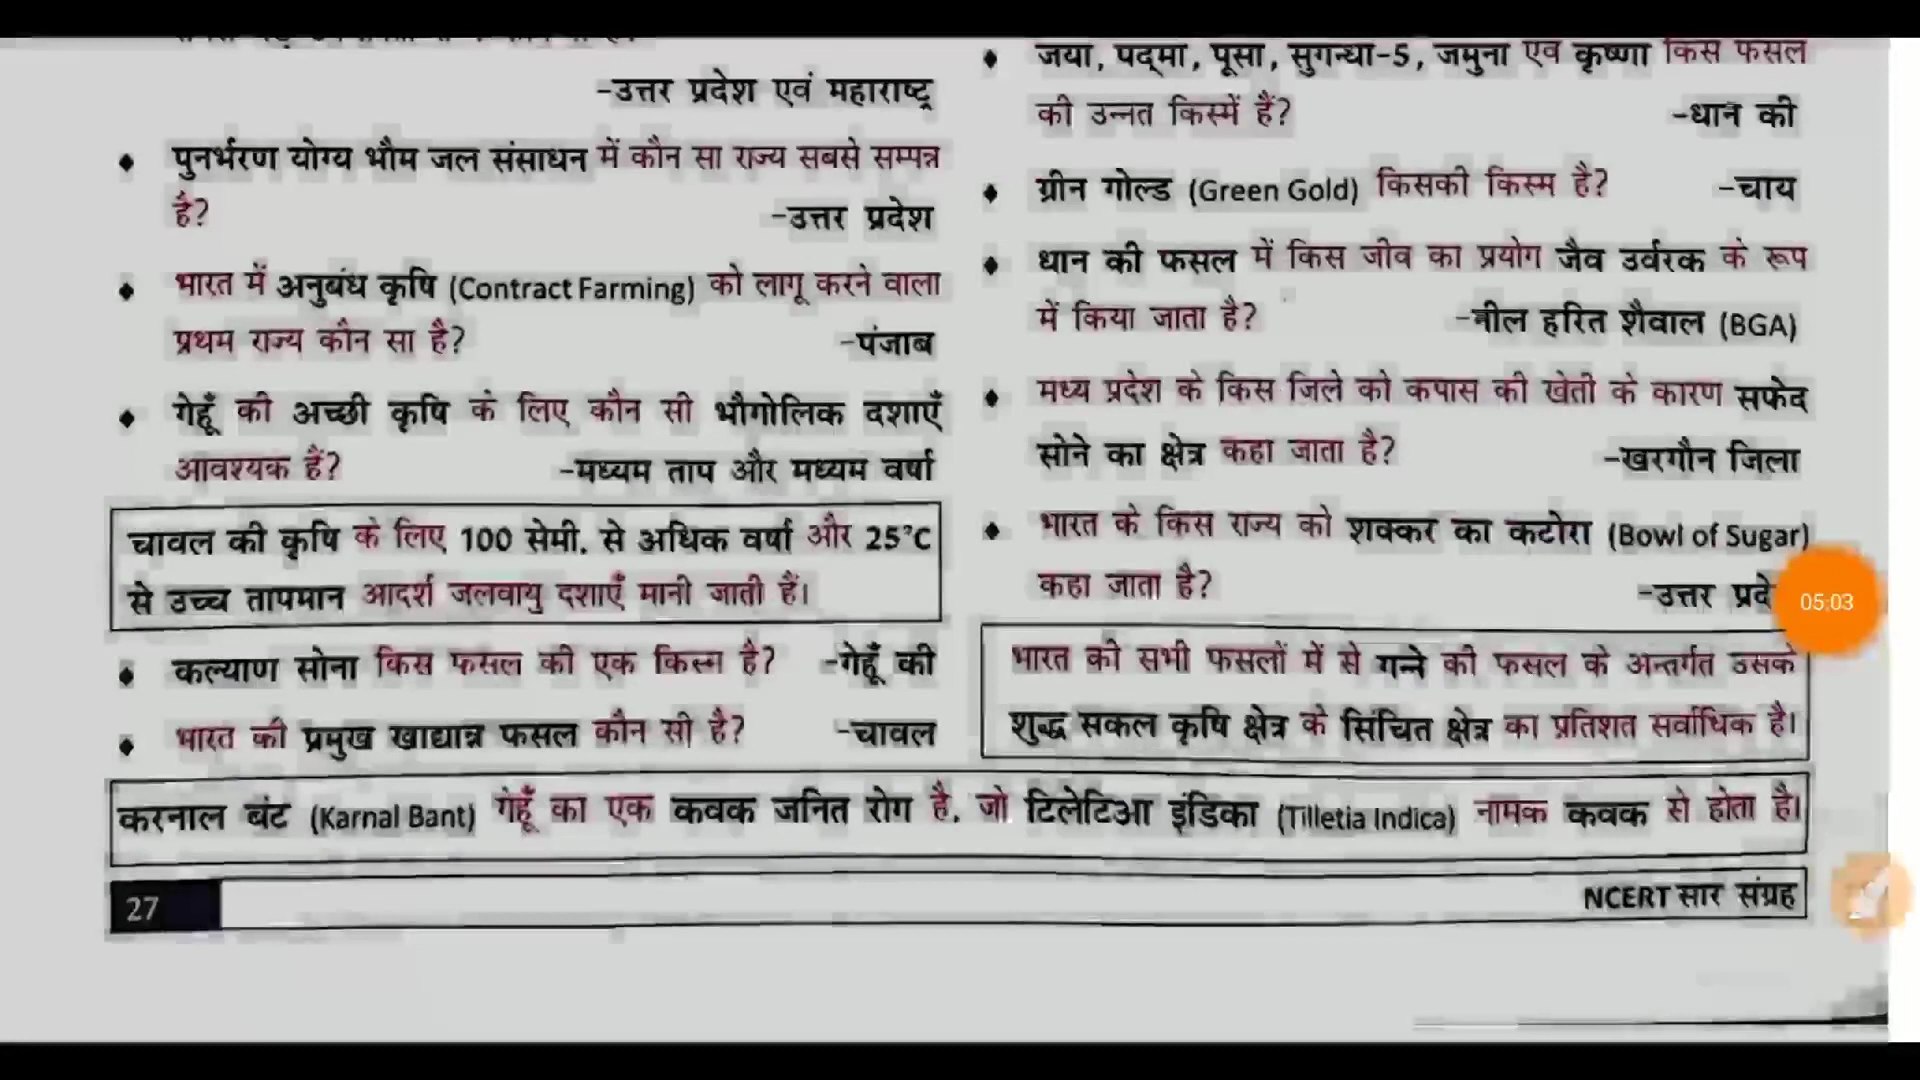 -उत्तर प्रदेश एवं महाराष्ट्र
♦ पुनर्भरण योग्य भौम जल संसाधन में कौन सा राज्य सबसे सम्पन्न
है? -उत्तर प्रदेश
♦ भारत में अनुबंध कृषि (Contract Farming) को लागू करने वाला
प्रथम राज्य कौन सा है? -पंजाब
♦ गेहूँ की अच्छी कृषि के लिए कौन सी भौगोलिक दशाएँ
आवश्यक हैं? -मध्यम ताप और मध्यम वर्षा
चावल की कृषि के लिए 100 सेमी. से अधिक वर्षा और 25°C
से उच्च तापमान आदर्श जलवायु दशाएँ मानी जाती हैं।
♦ कल्याण सोना किस फसल की एक किस्म है? -गेहूँ की
♦ भारत की प्रमुख खाद्यान्न फसल कौन सी है? -चावल
♦ जया, पद्मा, पूसा, सुगन्धा-5, जमुना एवं कृष्णा किस फसल
की उन्नत किस्में हैं? -धान की
♦ ग्रीन गोल्ड (Green Gold) किसकी किस्म है? -चाय
♦ धान की फसल में किस जीव का प्रयोग जैव उर्वरक के रूप
में किया जाता है? -नील हरित शैवाल (BGA)
♦ मध्य प्रदेश के किस जिले को कपास की खेती के कारण सफेद
सोने का क्षेत्र कहा जाता है? -खरगौन जिला
♦ भारत के किस राज्य को शक्कर का कटोरा (Bowl of Sugar)
कहा जाता है? -उत्तर प्रदे
05:03
भारत की सभी फसलों में से गन्ने की फसल के अन्तर्गत उसके
शुद्ध सकल कृषि क्षेत्र के सिंचित क्षेत्र का प्रतिशत सर्वाधिक है।
करनाल बंट (Karnal Bant) गेहूँ का एक कवक जनित रोग है, जो टिलेटिआ इंडिका (Tilletia Indica) नामक कवक से होता है।
27
NCERT सार संग्रह